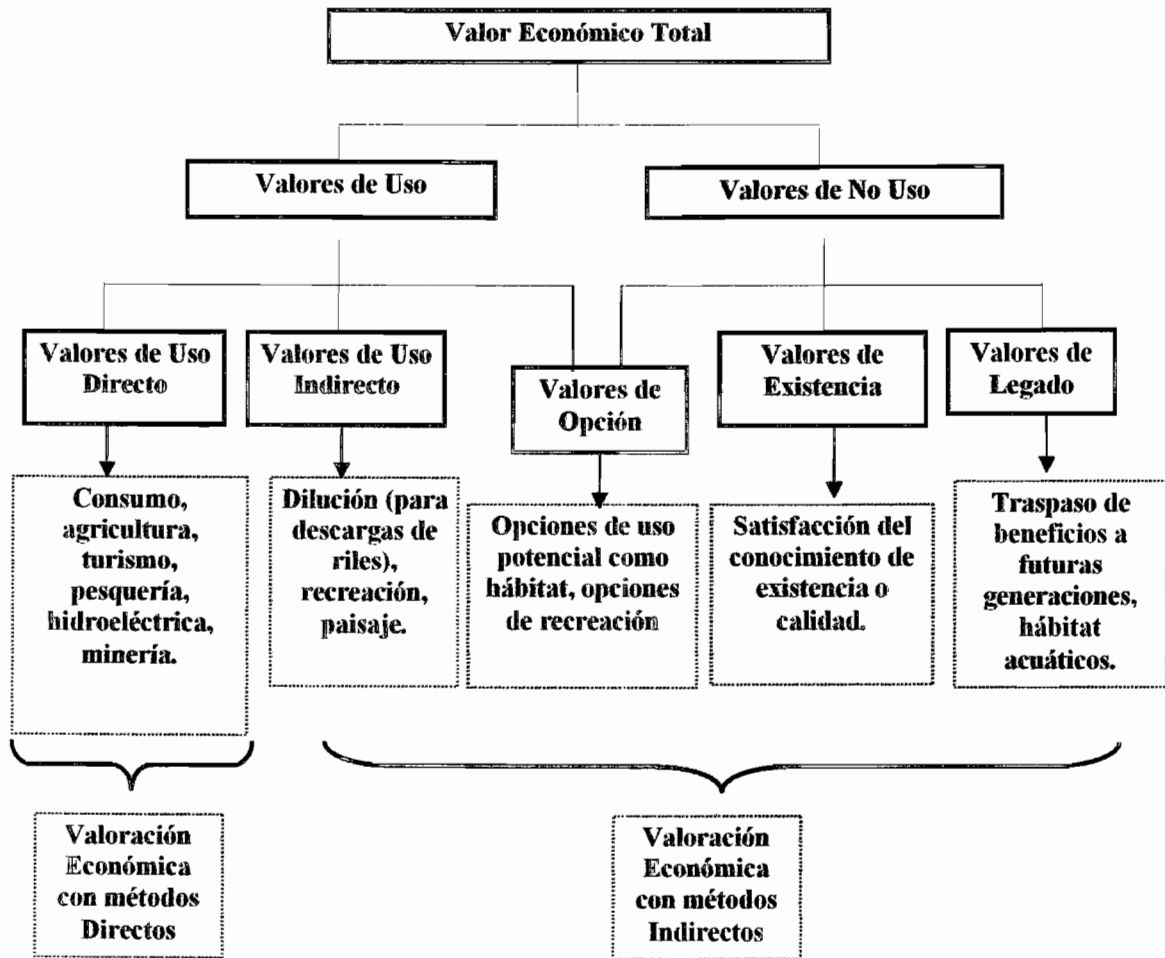 Valor Económico Total
Valores de Uso
Valores de No Uso
Valores de Uso
Directo
Valores de Uso
Indirecto
Valores de
Opción
Valores de
Existencia
Valores de
Legado
Consumo,
agricultura,
turismo,
pesquería,
hidroeléctrica,
minería.
Dilución (para
descargas de
riles),
recreación,
paisaje.
Opciones de uso
potencial como
hábitat, opciones
de recreación
Satisfacción del
conocimiento de
existencia o
calidad.
Traspaso de
beneficios a
futuras
generaciones,
hábitat
acuáticos.
Valoración
Económica
con métodos
Directos
Valoración
Económica
con métodos
Indirectos